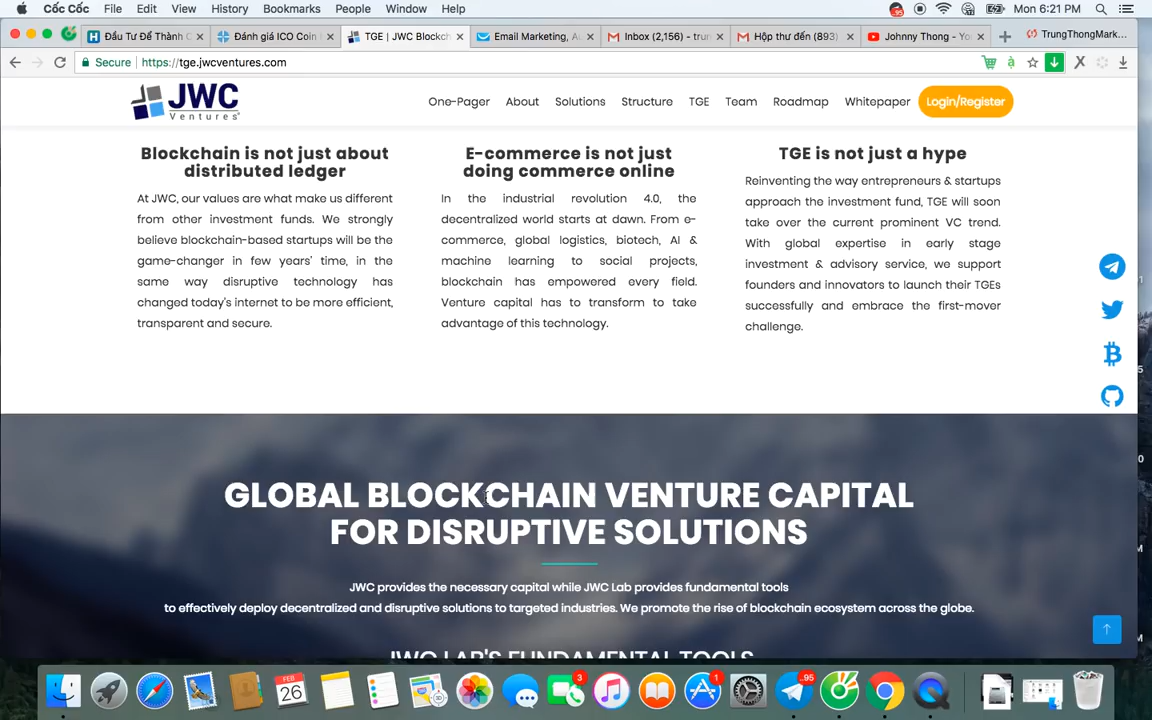 Cốc Cốc File Edit View History Bookmarks People Window Help Mon 6:21 PM
Đầu Tư Để Thành C
Đánh giá ICO Coin
TGE | JWC Blockch
Email Marketing, Au
Inbox (2,156) - trun
Hộp thư đến (893)
Johnny Thong - Yo
TrungThongMark...
Secure https://tge.jwcventures.com
JWC
Ventures
One-Pager About Solutions Structure TGE Team Roadmap Whitepaper Login/Register
Blockchain is not just about
distributed ledger
At JWC, our values are what make us different
from other investment funds. We strongly
believe blockchain-based startups will be the
game-changer in few years' time, in the
same way disruptive technology has
changed today's internet to be more efficient,
transparent and secure.
E-commerce is not just
doing commerce online
In the industrial revolution 4.0, the
decentralized world starts at dawn. From e-
commerce, global logistics, biotech, AI &
machine learning to social projects,
blockchain has empowered every field.
Venture capital has to transform to take
advantage of this technology.
TGE is not just a hype
Reinventing the way entrepreneurs & startups
approach the investment fund, TGE will soon
take over the current prominent VC trend.
With global expertise in early stage
investment & advisory service, we support
founders and innovators to launch their TGEs
successfully and embrace the first-mover
challenge.
GLOBAL BLOCKCHAIN VENTURE CAPITAL
FOR DISRUPTIVE SOLUTIONS
JWC provides the necessary capital while JWC Lab provides fundamental tools
to effectively deploy decentralized and disruptive solutions to targeted industries. We promote the rise of blockchain ecosystem across the globe.
JWC LAB'S FUNDAMENTAL TOOLS
FEB
26
3
1
95